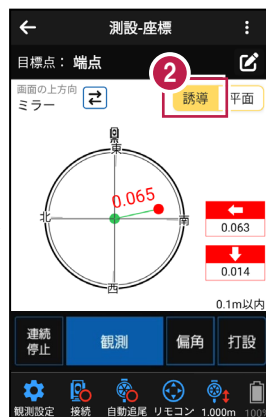 測設-座標
目標点： 端点
2
画面の上方向
ミラー
誘導 平面
東
0.065
北 南
西
0.063
0.014
0.1m以内
連続
停止
観測 偏角 打設
観測設定 接続 自動追尾 リモコン 1.000m 100%